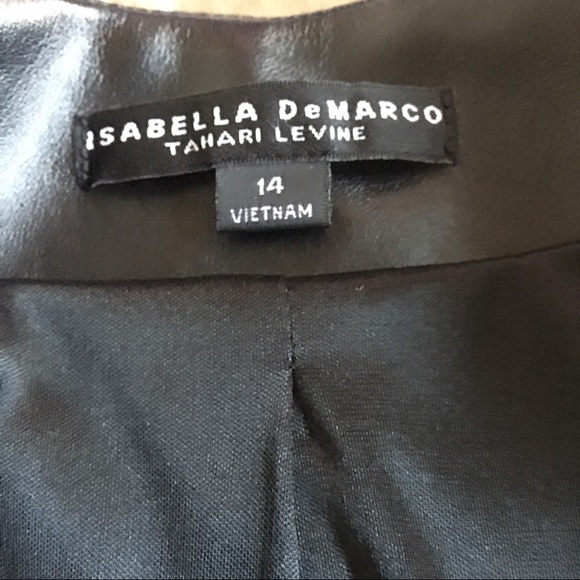 ISABELLA DeMARCO
TAHARI LEVINE
14
VIETNAM